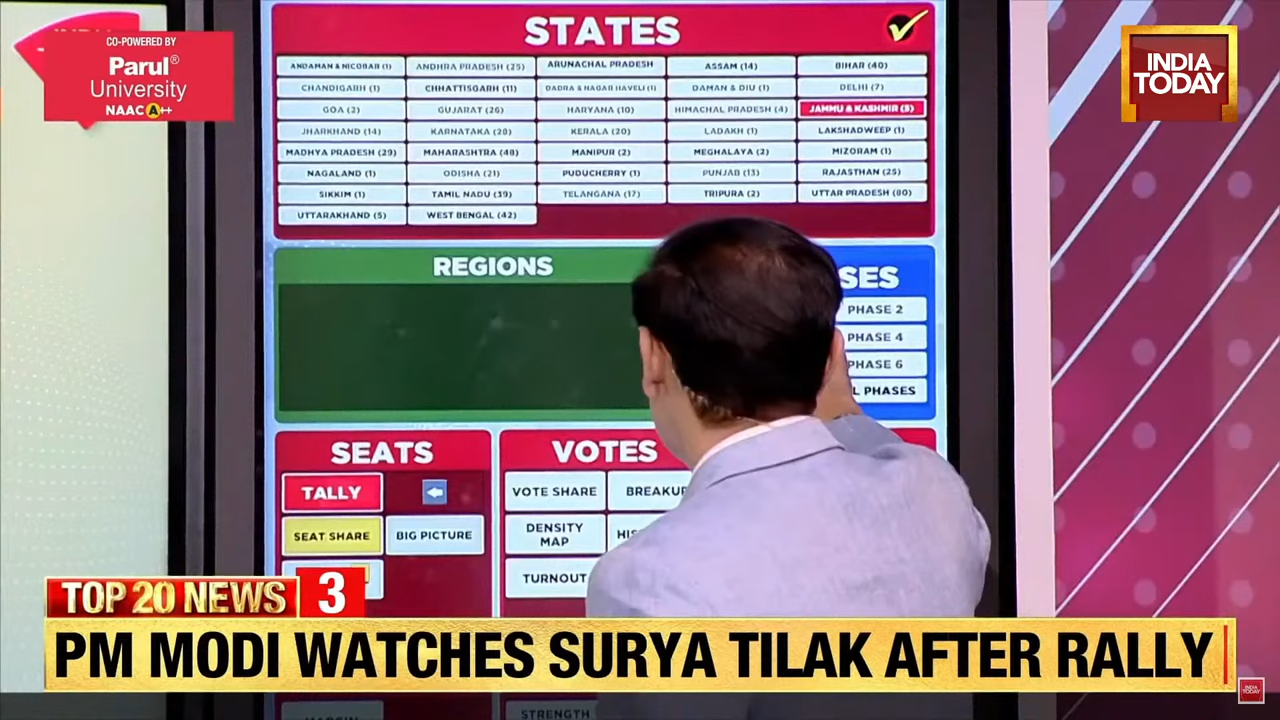 CO-POWERED BY
Parul®
University
NAAC A++
STATES
ANDAMAN & NICOBAR (1)
ANDHRA PRADESH (25)
ARUNACHAL PRADESH
ASSAM (14)
BIHAR (40)
CHANDIGARH (1)
CHHATTISGARH (11)
DADRA & NAGAR HAVELI (1)
DAMAN & DIU (1)
DELHI (7)
GOA (2)
GUJARAT (26)
HARYANA (10)
HIMACHAL PRADESH (4)
JAMMU & KASHMIR (5)
JHARKHAND (14)
KARNATAKA (28)
KERALA (20)
LADAKH (1)
LAKSHADWEEP (1)
MADHYA PRADESH (29)
MAHARASHTRA (48)
MANIPUR (2)
MEGHALAYA (2)
MIZORAM (1)
NAGALAND (1)
ODISHA (21)
PUDUCHERRY (1)
PUNJAB (13)
RAJASTHAN (25)
SIKKIM (1)
TAMIL NADU (39)
TELANGANA (17)
TRIPURA (2)
UTTAR PRADESH (80)
UTTARAKHAND (5)
WEST BENGAL (42)
INDIA
TODAY
REGIONS
SES
PHASE 2
PHASE 4
PHASE 6
L PHASES
SEATS
TALLY
SEAT SHARE
BIG PICTURE
VOTES
VOTE SHARE
BREAKUP
DENSITY
MAP
HIS
TURNOUT
STRENGTH
TOP 20 NEWS
3
PM MODI WATCHES SURYA TILAK AFTER RALLY
INDIA
TODAY